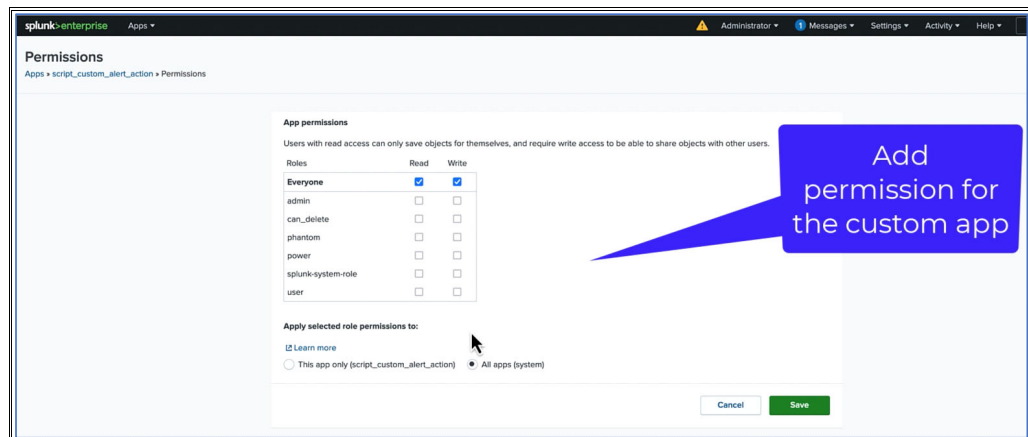 splunk>enterprise Apps Administrator 1 Messages Settings Activity Help
Permissions
Apps » script_custom_alert_action » Permissions
App permissions
Users with read access can only save objects for themselves, and require write access to be able to share objects with other users.
Roles Read Write
Everyone
admin
can_delete
phantom
power
splunk-system-role
user
Apply selected role permissions to:
Learn more
This app only (script_custom_alert_action) All apps (system)
Cancel Save
Add
permission for
the custom app